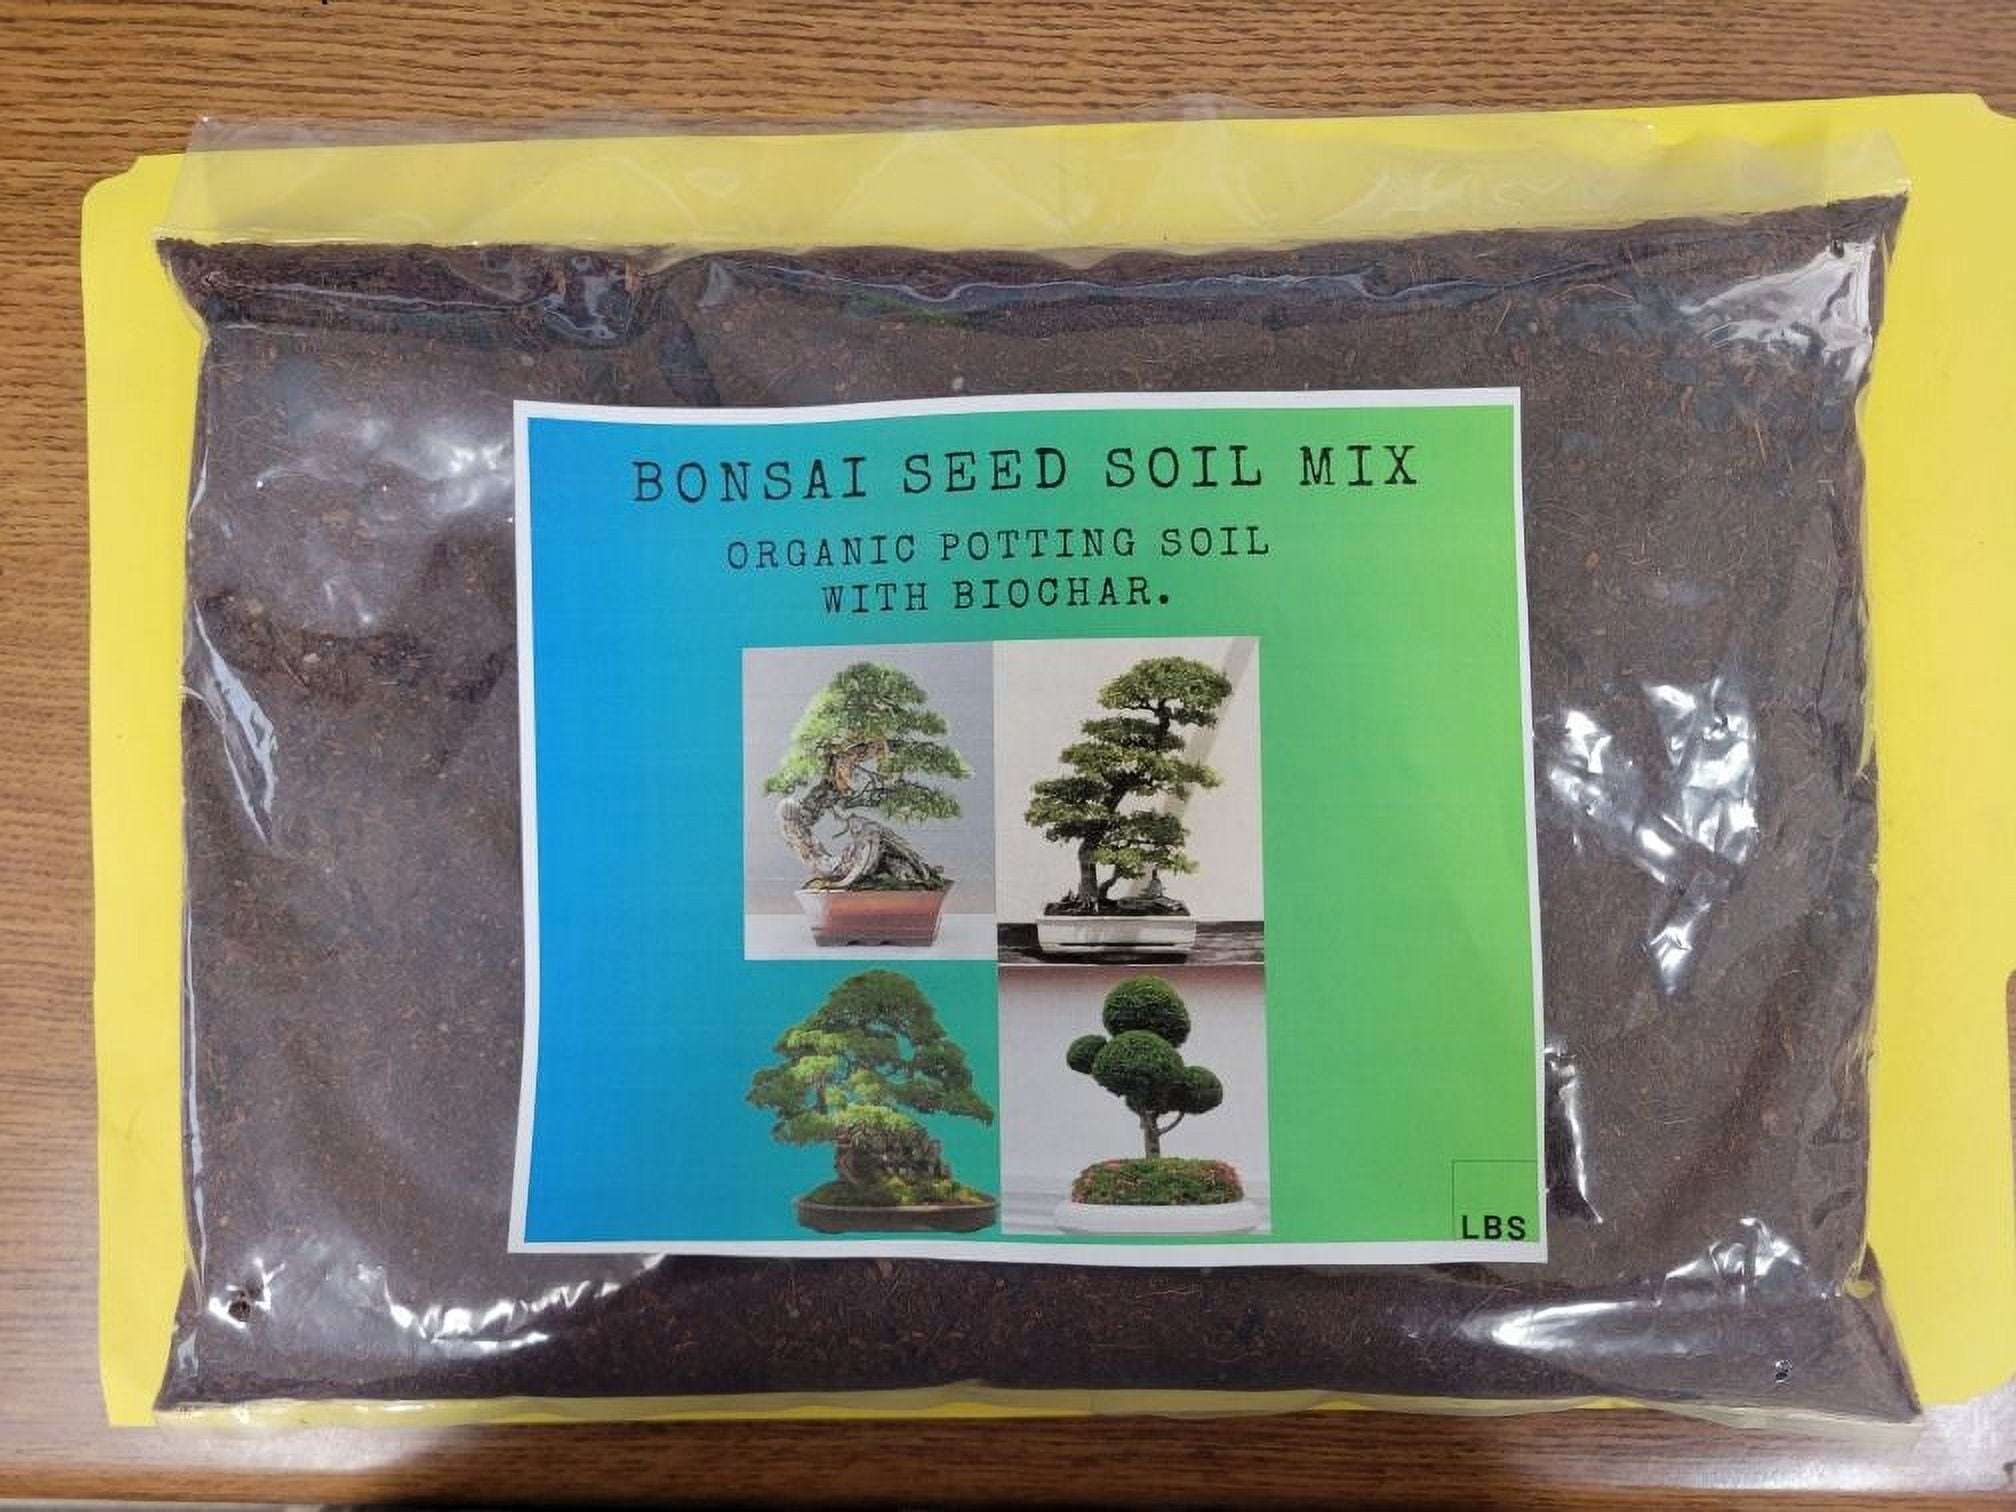 BONSAI SEED SOIL MIX
ORGANIC POTTING SOIL
WITH BIOCHAR.
LBS